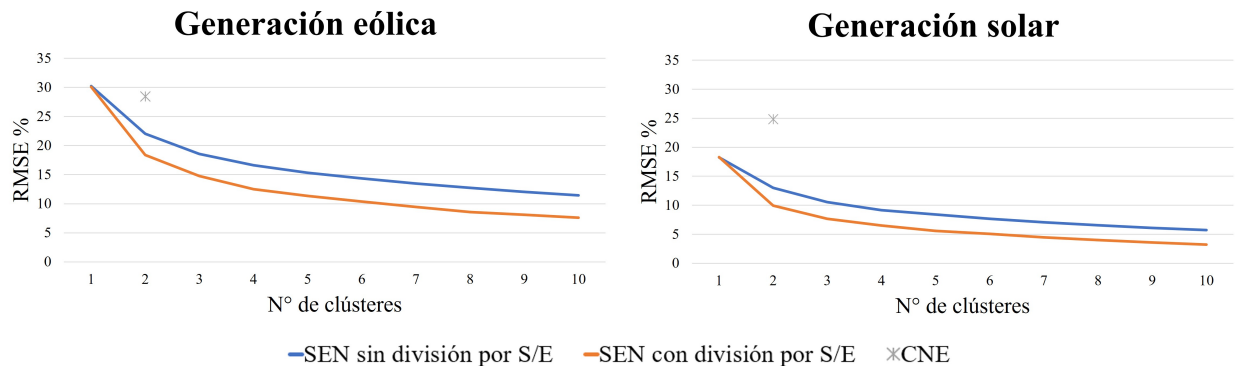 Generación eólica
35
30
25
20
15
10
5
0
RMSE %
1 2 3 4 5 6 7 8 9 10
N° de clústeres
Generación solar
35
30
25
20
15
10
5
0
RMSE %
1 2 3 4 5 6 7 8 9 10
N° de clústeres
SEN sin división por S/E SEN con división por S/E CNE